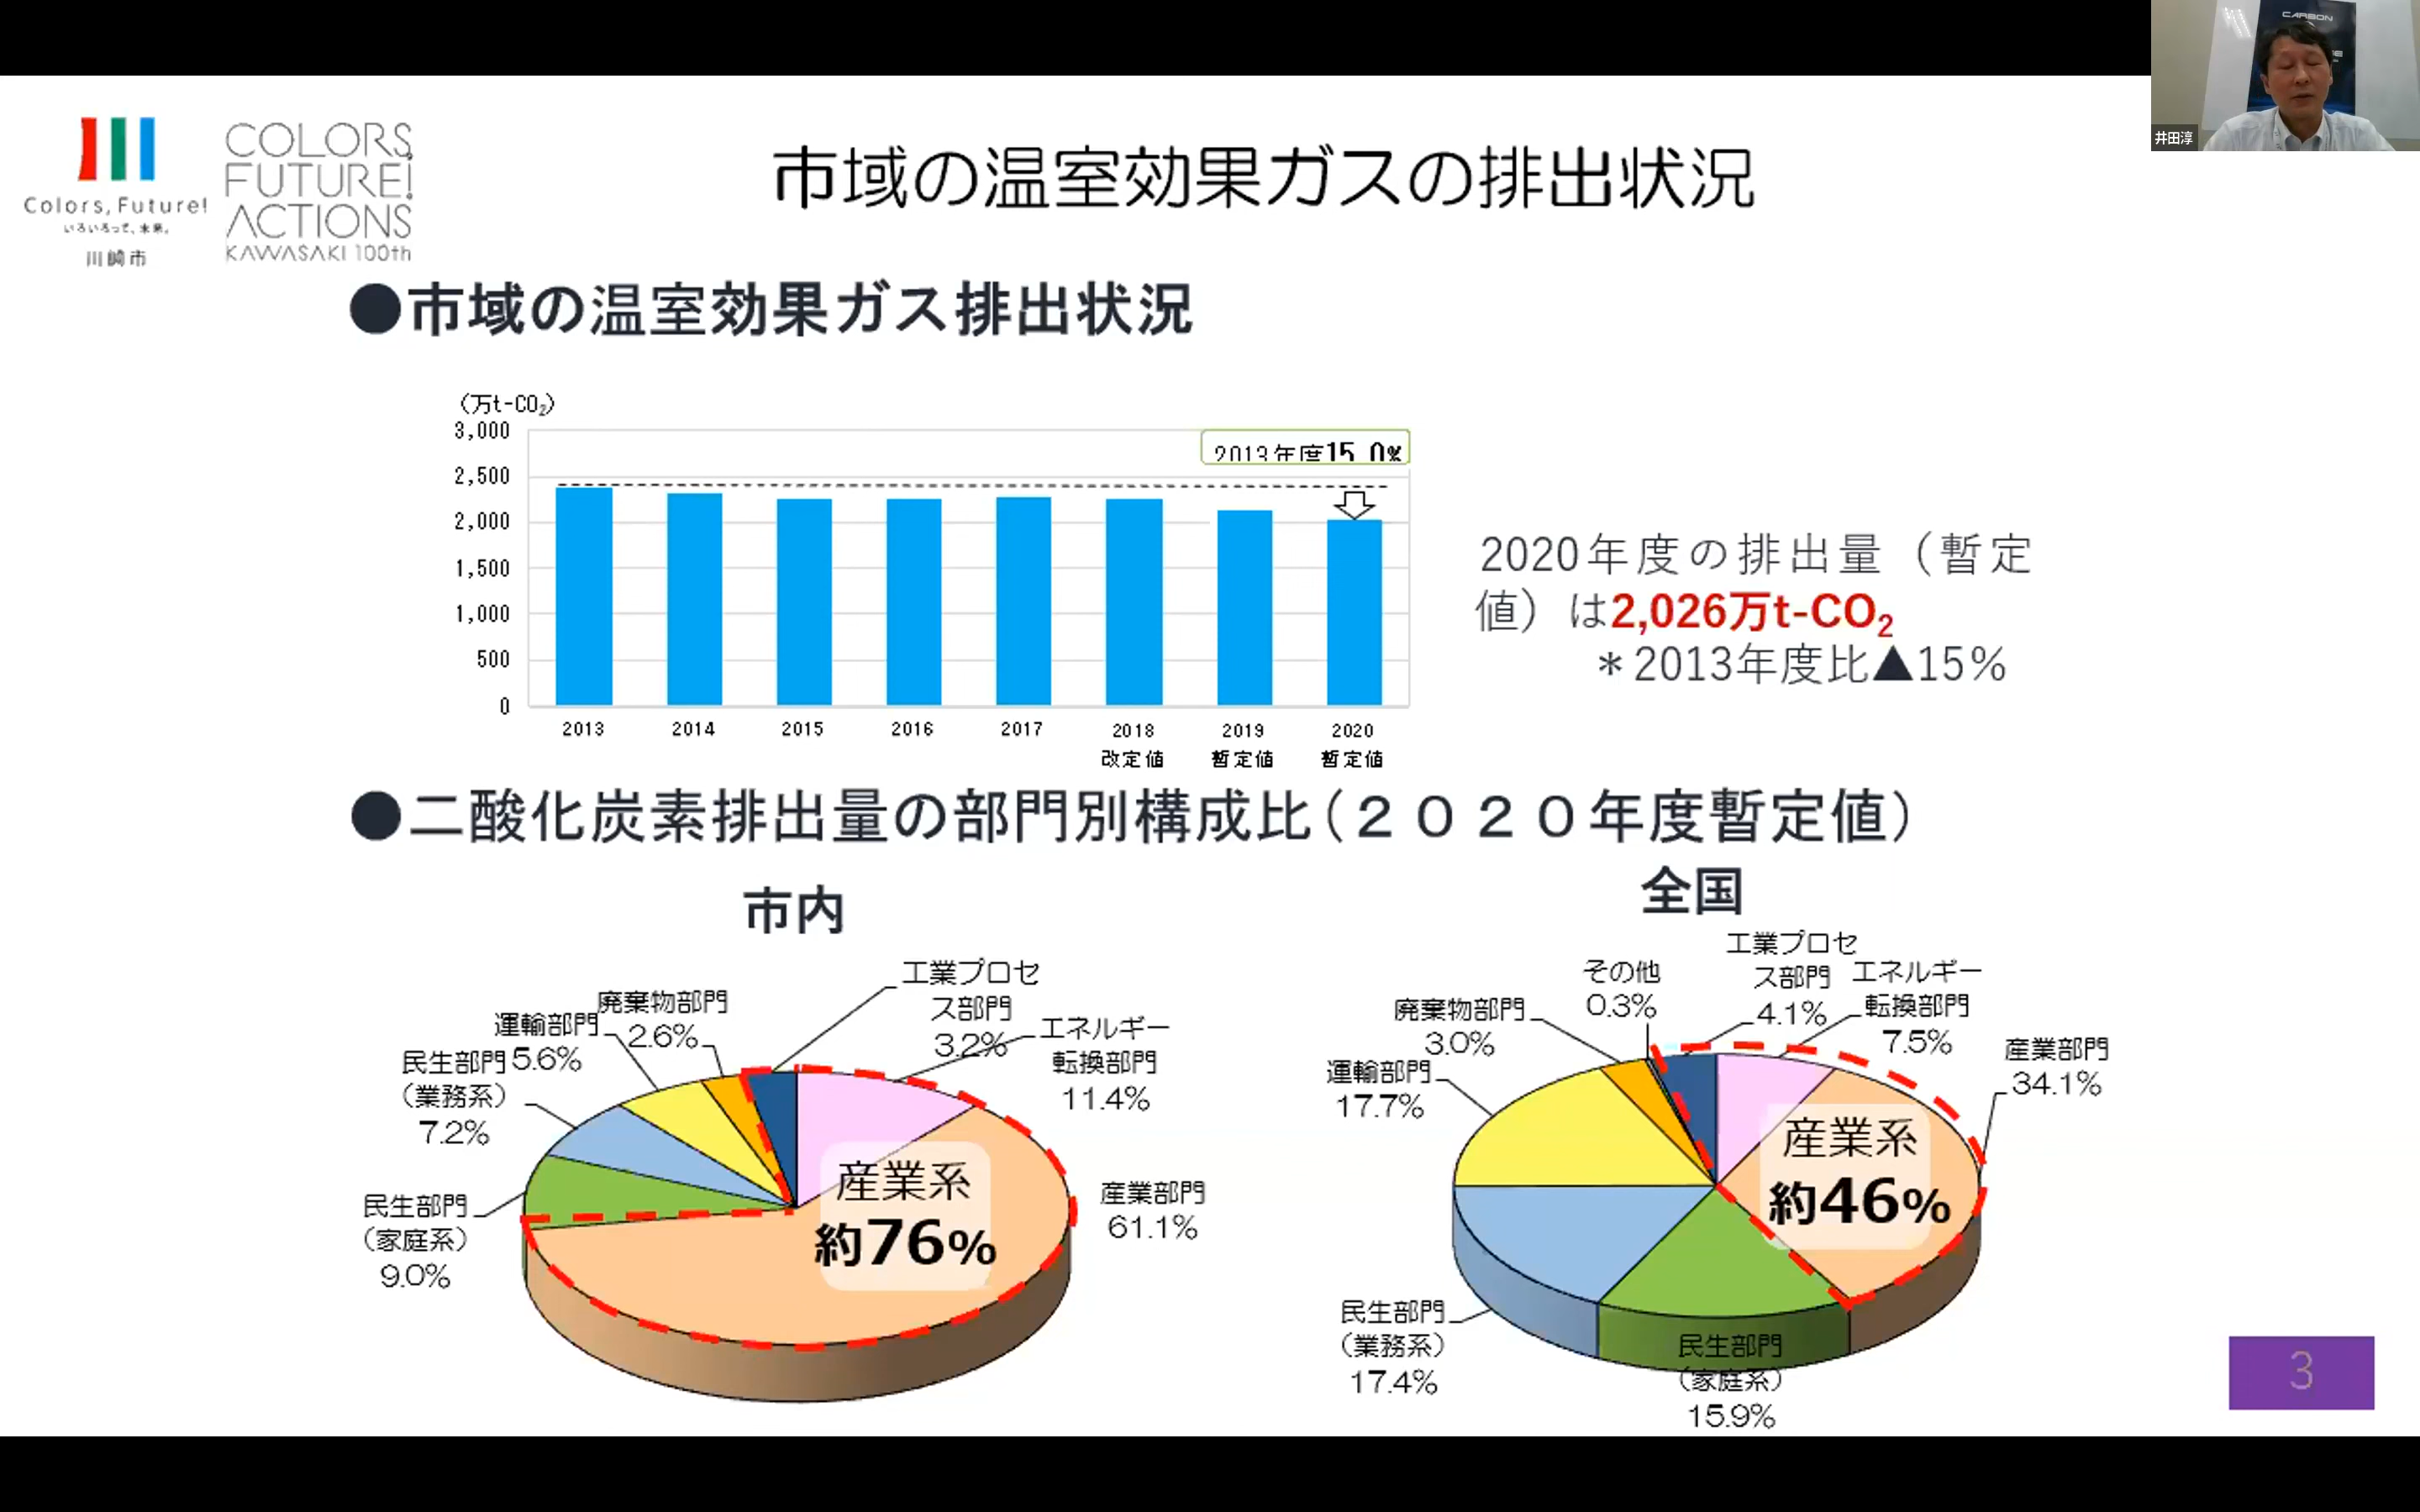 CARBON
井田淳
Colors, Future!
いろいろって、未来。
川崎市
COLORS,
FUTURE!
ACTIONS
KAWASAKI 100th
市域の温室効果ガスの排出状況
●市域の温室効果ガス排出状況
(万t-CO₂)
3,000
2,500
2,000
1,500
1,000
500
0
2013年度15.0%
2013
2014
2015
2016
2017
2018
改定値
2019
暫定値
2020
暫定値
2020年度の排出量（暫定
値）は2,026万t-CO₂
＊2013年度比▲15%
●二酸化炭素排出量の部門別構成比（２０２０年度暫定値）
市内
工業プロセ
ス部門
3.2%
エネルギー
転換部門
11.4%
産業部門
61.1%
廃棄物部門
2.6%
運輸部門
5.6%
民生部門
（業務系）
7.2%
民生部門
（家庭系）
9.0%
産業系
約76%
全国
工業プロセ
ス部門
4.1%
エネルギー
転換部門
7.5%
産業部門
34.1%
その他
0.3%
廃棄物部門
3.0%
運輸部門
17.7%
民生部門
（業務系）
17.4%
民生部門
（家庭系）
15.9%
産業系
約46%
3